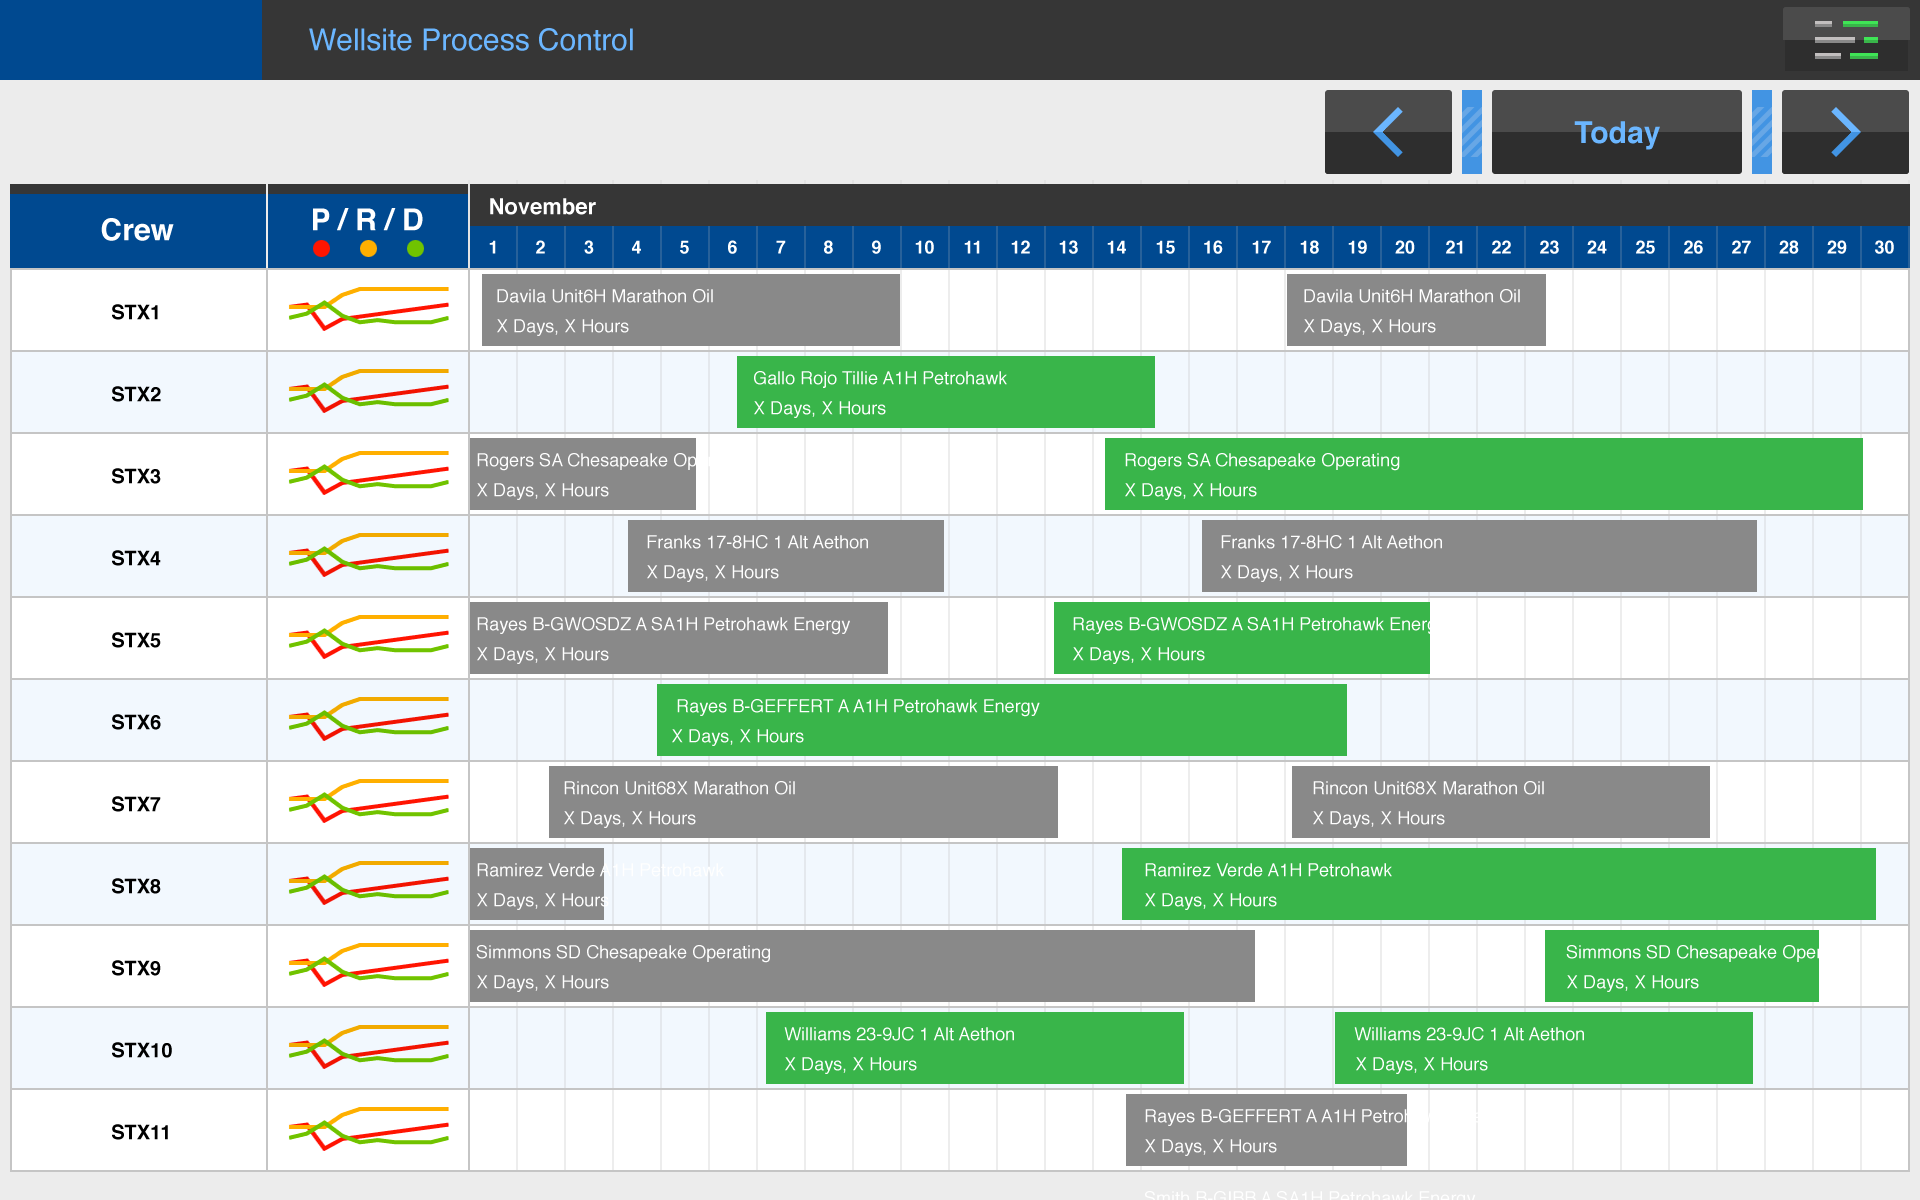 Wellsite Process Control
Today
Crew
P / R / D
November
1 2 3 4 5 6 7 8 9 10 11 12 13 14 15 16 17 18 19 20 21 22 23 24 25 26 27 28 29 30
STX1
Davila Unit6H Marathon Oil
X Days, X Hours
Davila Unit6H Marathon Oil
X Days, X Hours
STX2
Gallo Rojo Tillie A1H Petrohawk
X Days, X Hours
STX3
Rogers SA Chesapeake Op
X Days, X Hours
Rogers SA Chesapeake Operating
X Days, X Hours
STX4
Franks 17-8HC 1 Alt Aethon
X Days, X Hours
Franks 17-8HC 1 Alt Aethon
X Days, X Hours
STX5
Rayes B-GWOSDZ A SA1H Petrohawk Energy
X Days, X Hours
Rayes B-GWOSDZ A SA1H Petrohawk Energ
X Days, X Hours
STX6
Rayes B-GEFFERT A A1H Petrohawk Energy
X Days, X Hours
STX7
Rincon Unit68X Marathon Oil
X Days, X Hours
Rincon Unit68X Marathon Oil
X Days, X Hours
STX8
Ramirez Verde A1H Petrohawk
X Days, X Hours
Ramirez Verde A1H Petrohawk
X Days, X Hours
STX9
Simmons SD Chesapeake Operating
X Days, X Hours
Simmons SD Chesapeake Oper
X Days, X Hours
STX10
Williams 23-9JC 1 Alt Aethon
X Days, X Hours
Williams 23-9JC 1 Alt Aethon
X Days, X Hours
STX11
Rayes B-GEFFERT A A1H Petroh
X Days, X Hours
Smith B-GIBB A SA1H Petrohawk Energy